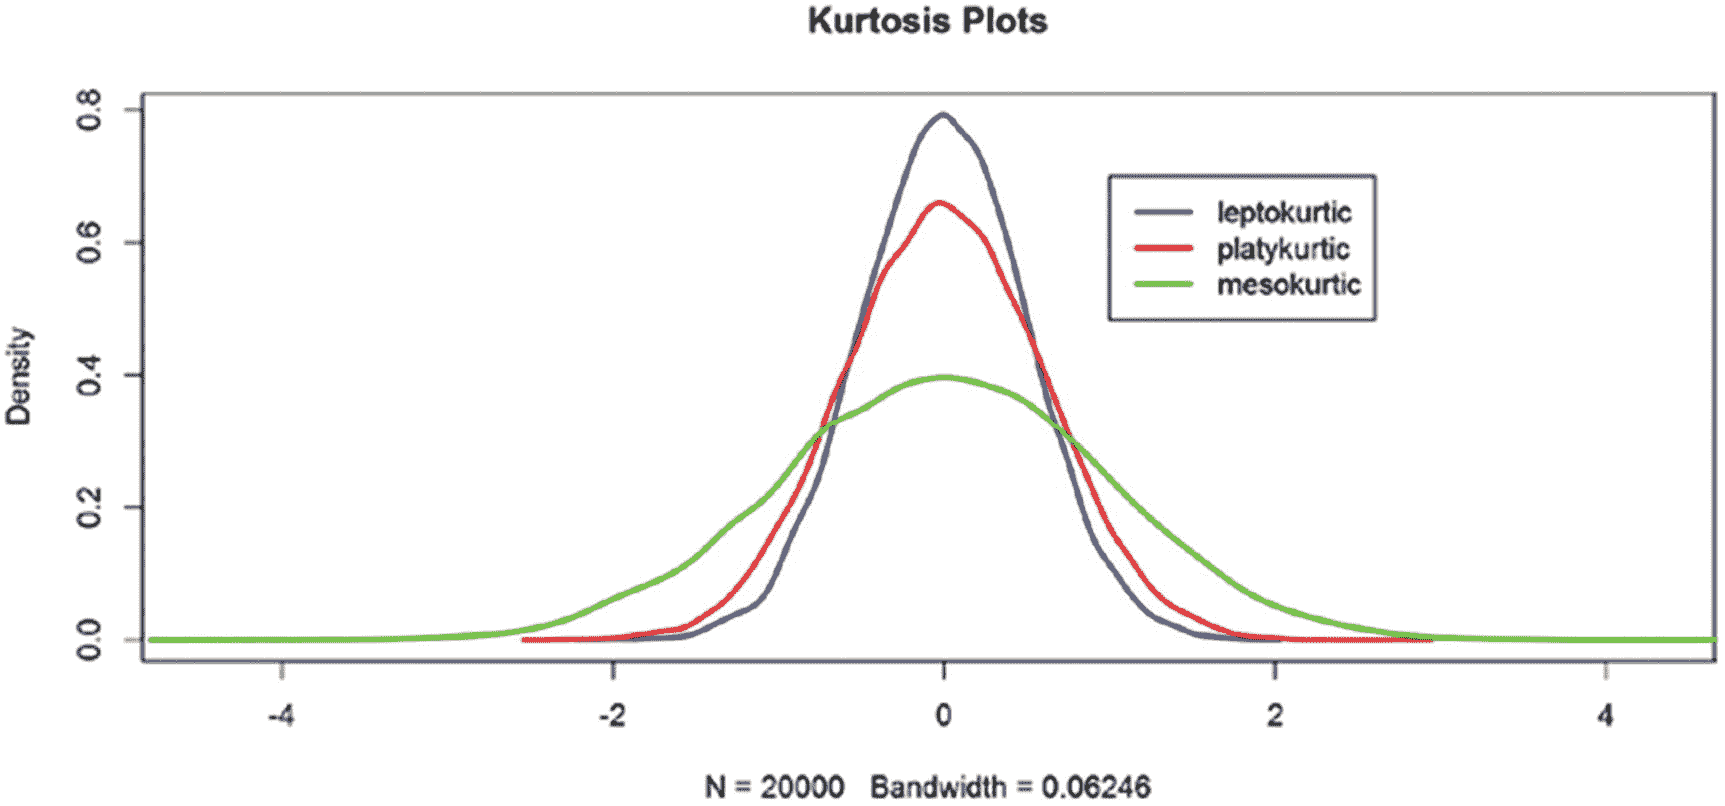 Kurtosis Plots
Density
0.8
0.6
0.4
0.2
0.0
leptokurtic
platykurtic
mesokurtic
-4 -2 0 2 4
N = 20000 Bandwidth = 0.06246